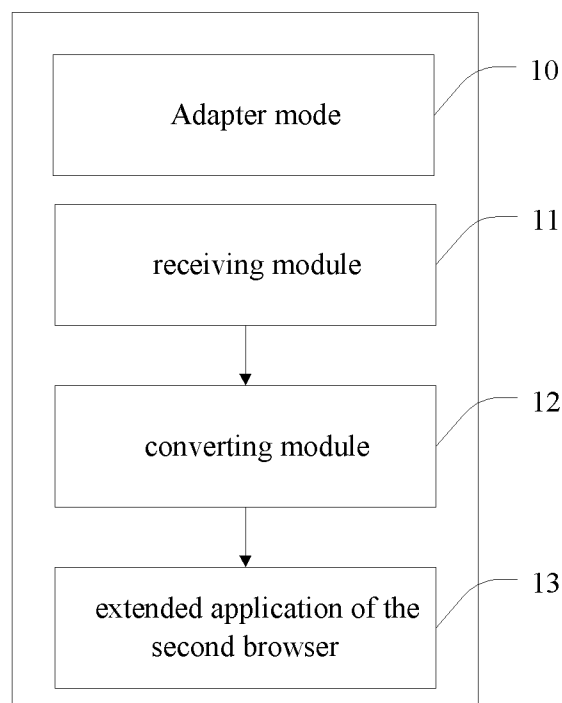 Adapter mode
10
receiving module
11
converting module
12
extended application of the
second browser
13